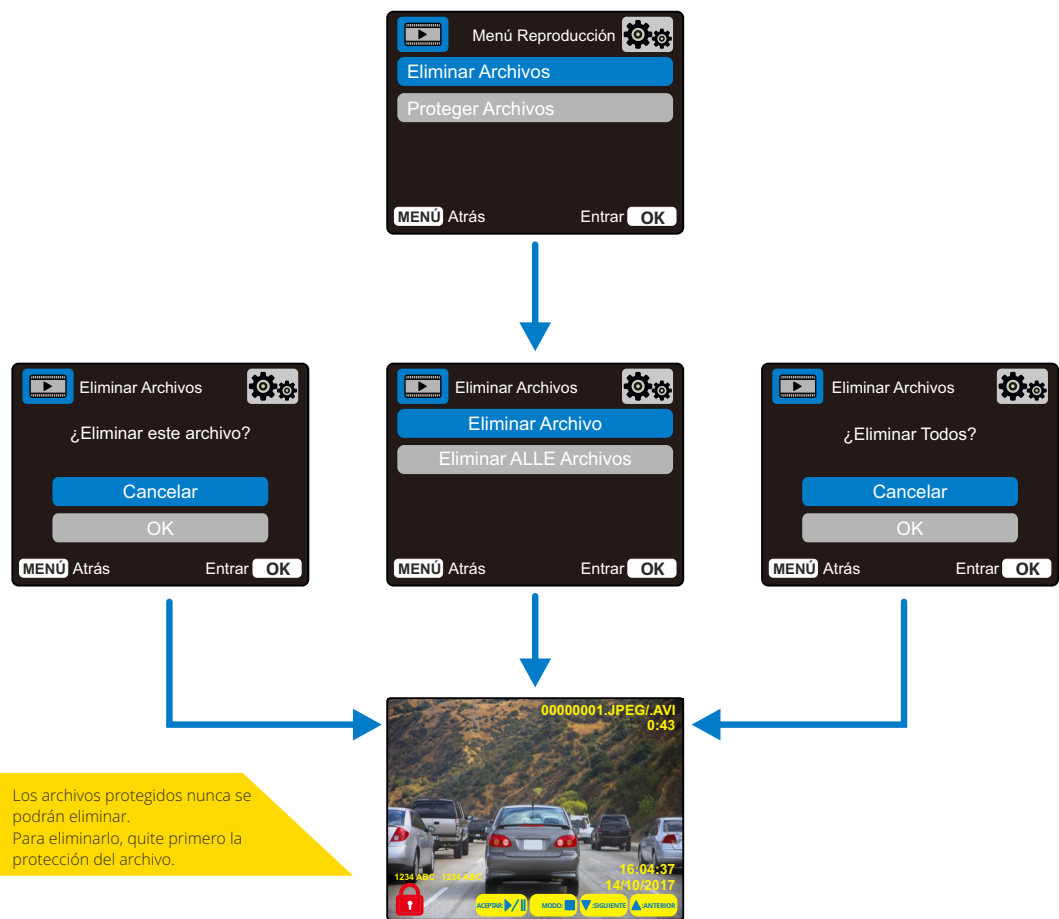 Menú Reproducción
Eliminar Archivos
Proteger Archivos
MENÚ Atrás Entrar OK
Eliminar Archivos
¿Eliminar este archivo?
Cancelar
OK
MENÚ Atrás Entrar OK
Eliminar Archivos
Eliminar Archivo
Eliminar ALLE Archivos
MENÚ Atrás Entrar OK
Eliminar Archivos
¿Eliminar Todos?
Cancelar
OK
MENÚ Atrás Entrar OK
00000001.JPEG/.AVI
0:43
16:04:37
1234 ABC 1234 ABC
14/10/2017
ACEPTAR: MODO: :SIGUIENTE :ANTERIOR
Los archivos protegidos nunca se
podrán eliminar.
Para eliminarlo, quite primero la
protección del archivo.